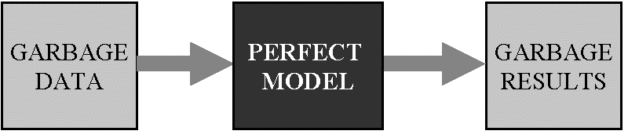 GARBAGE
DATA
PERFECT
MODEL
GARBAGE
RESULTS